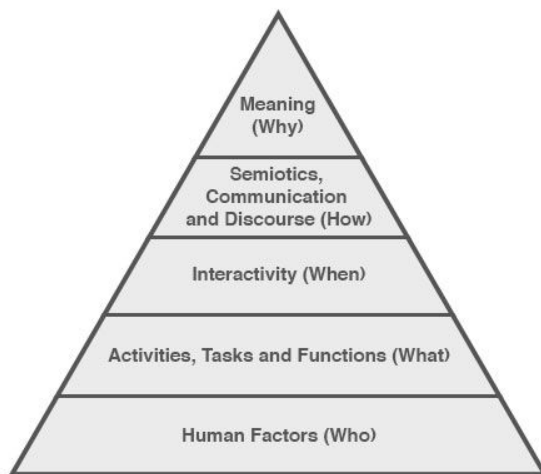 Meaning
(Why)
Semiotics,
Communication
and Discourse (How)
Interactivity (When)
Activities, Tasks and Functions (What)
Human Factors (Who)